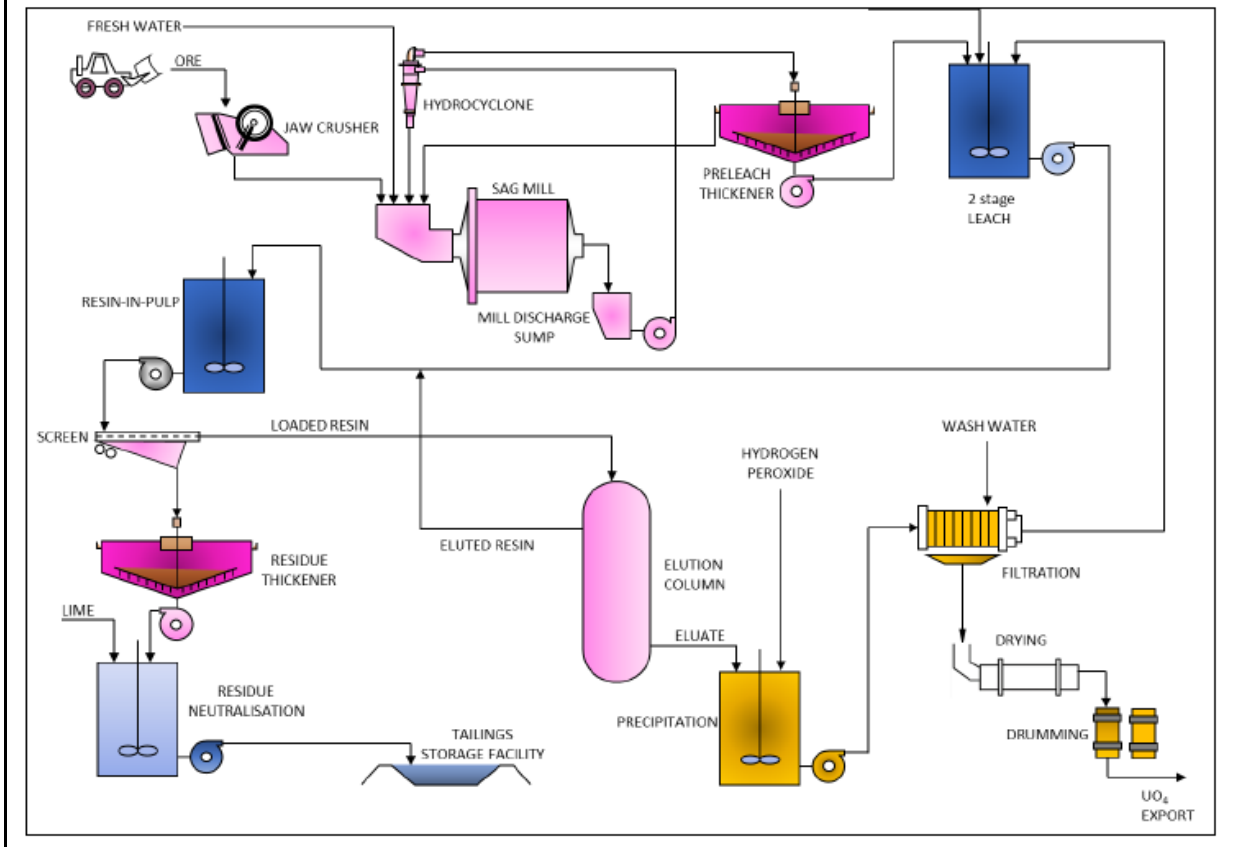 FRESH WATER
ORE
HYDROCYCLONE
JAW CRUSHER
SAG MILL
PRELEACH
THICKENER
2 stage
LEACH
RESIN-IN-PULP
MILL DISCHARGE
SUMP
SCREEN
LOADED RESIN
WASH WATER
HYDROGEN
PEROXIDE
ELUTED RESIN
RESIDUE
THICKENER
ELUTION
COLUMN
FILTRATION
LIME
ELUATE
DRYING
RESIDUE
NEUTRALISATION
PRECIPITATION
TAILINGS
STORAGE FACILITY
DRUMMING
UO₄
EXPORT